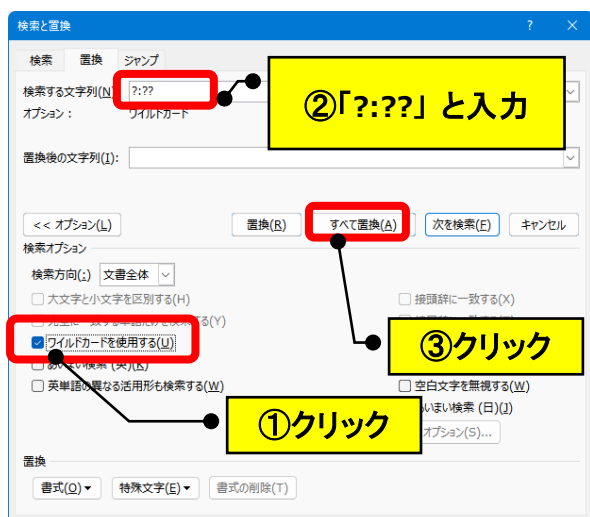 検索と置換 ? ×
検索 置換 ジャンプ
検索する文字列(N) ?:??
オプション： ワイルドカード
②「?:??」と入力
置換後の文字列(I):
<< オプション(L) 置換(R) すべて置換(A) 次を検索(F) キャンセル
検索オプション
検索方向(:) 文書全体
大文字と小文字を区別する(H) 接頭辞に一致する(X)
ワイルドカードを使用する(U)
③クリック
あいまい検索 (英)(K)
英単語の異なる活用形も検索する(W) 空白文字を無視する(W)
①クリック
あいまい検索 (日)(J)
オプション(S)...
置換
書式(O) 特殊文字(E) 書式の削除(T)